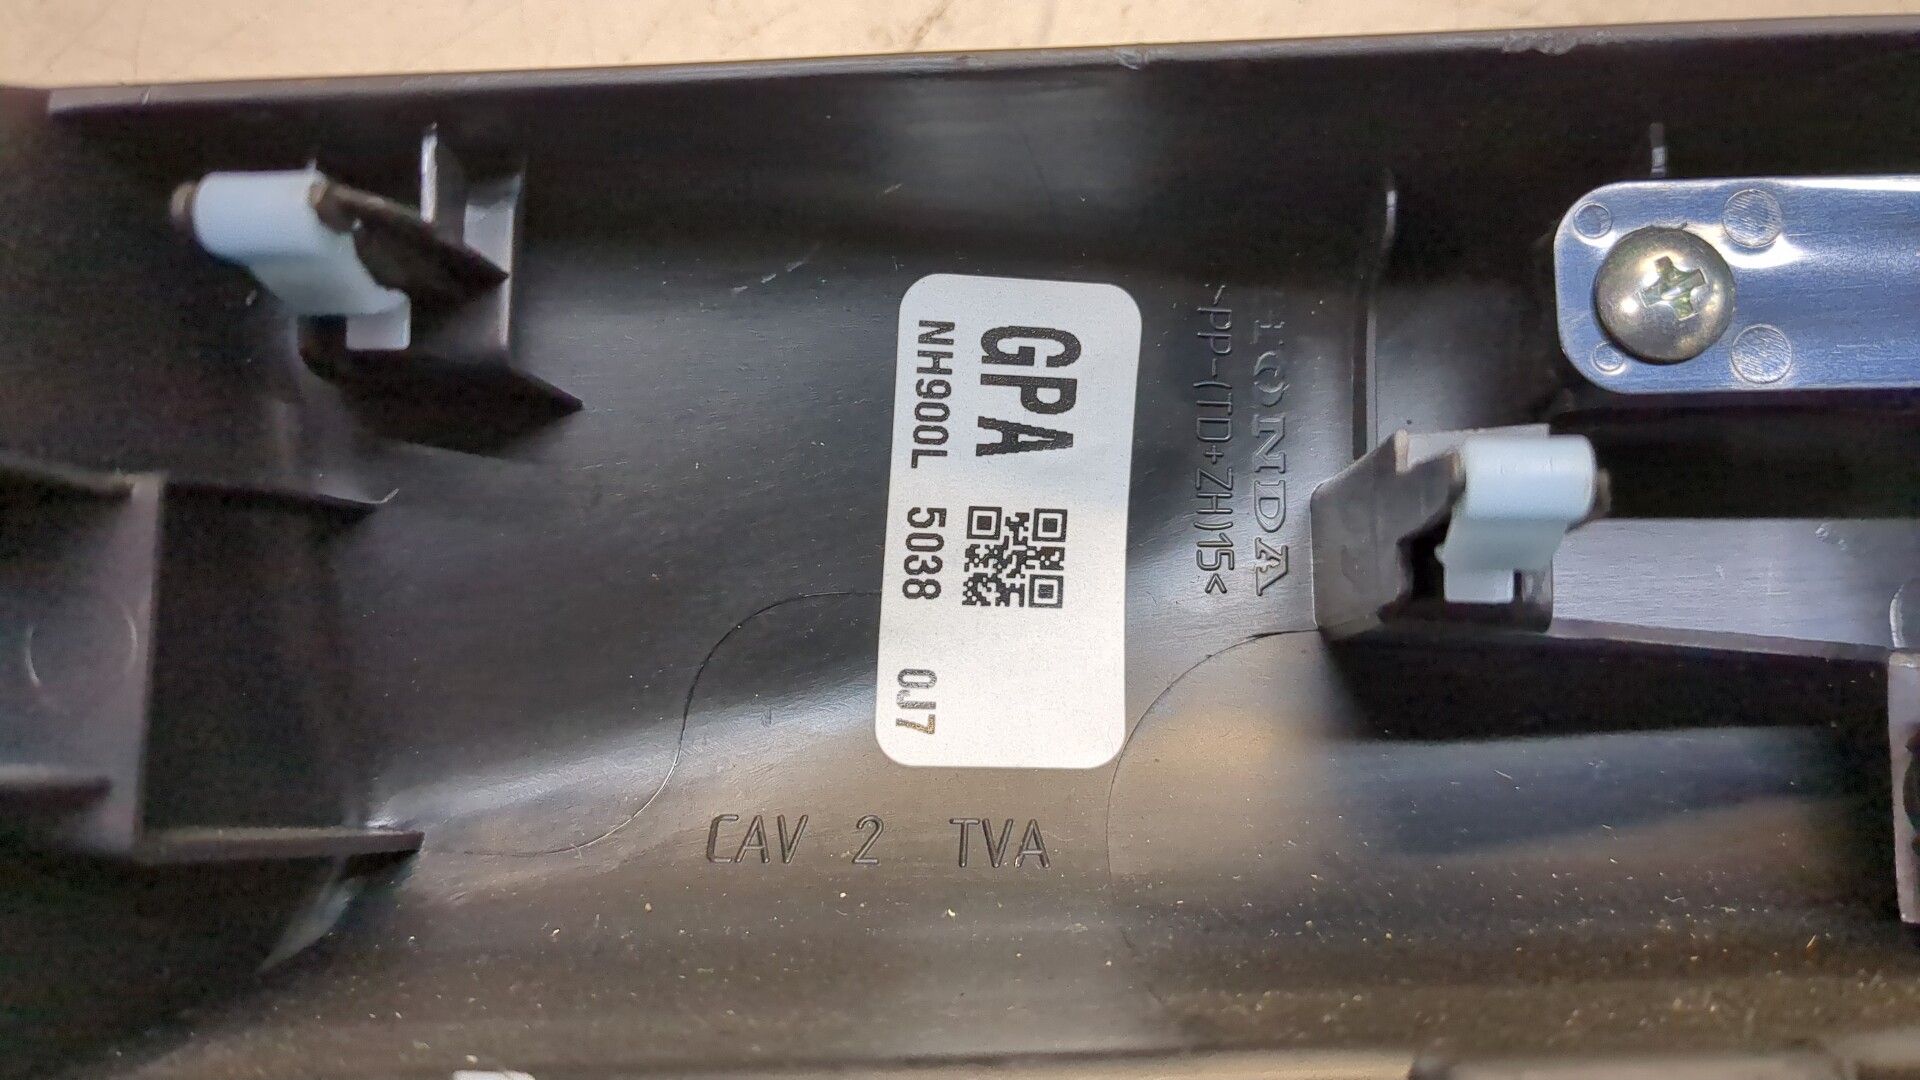 GPA
NH900L 5038 0J7
HONDA
>PP-(TD+ZH)15<
CAV 2 TVA